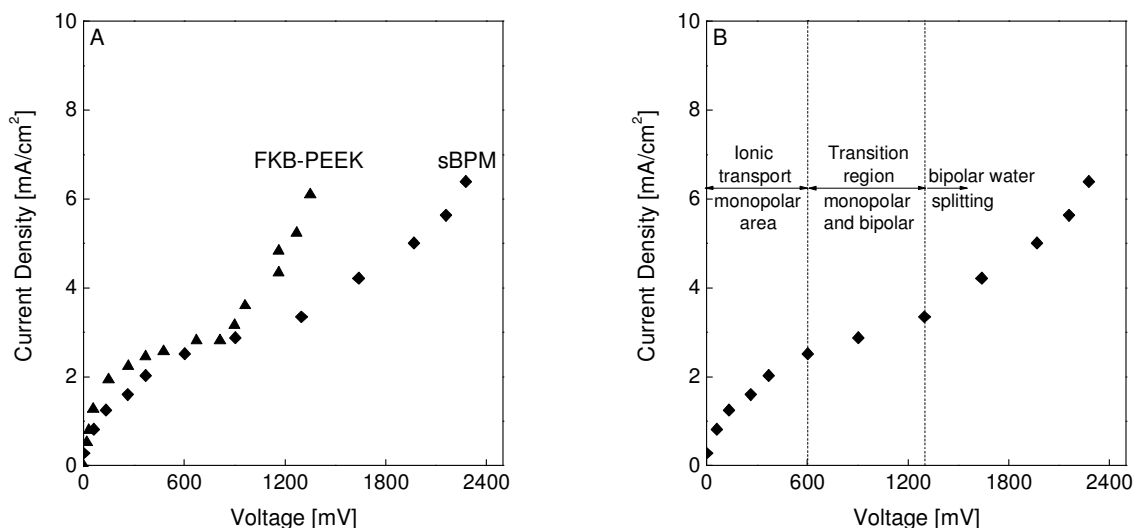 A
10
8
6
4
2
0
Current Density [mA/cm²]
FKB-PEEK
sBPM
0 600 1200 1800 2400
Voltage [mV]
B
10
8
6
4
2
0
Current Density [mA/cm²]
Ionic
transport
monopolar
area
Transition
region
monopolar
and bipolar
bipolar water
splitting
0 600 1200 1800 2400
Voltage [mV]